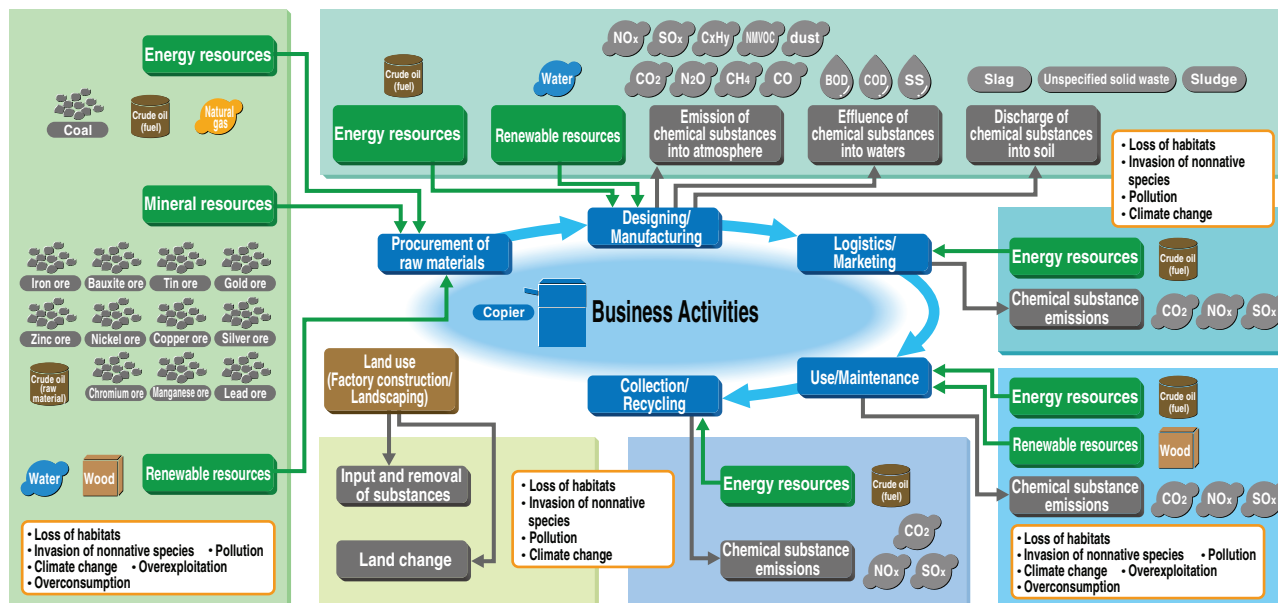 Energy resources
Coal
Crude oil
(fuel)
Natural
gas
Mineral resources
Iron ore
Bauxite ore
Tin ore
Gold ore
Zinc ore
Nickel ore
Copper ore
Silver ore
Crude oil
(raw
material)
Chromium ore
Manganese ore
Lead ore
Water
Wood
Renewable resources
• Loss of habitats
• Invasion of nonnative species • Pollution
• Climate change • Overexploitation
• Overconsumption
Crude oil
(fuel)
Energy resources
Water
Renewable resources
NOx
SOx
CxHy
NMVOC
dust
CO2
N2O
CH4
CO
Emission of
chemical substances
into atmosphere
BOD
COD
SS
Effluence of
chemical substances
into waters
Slag
Unspecified solid waste
Sludge
Discharge of
chemical substances
into soil
• Loss of habitats
• Invasion of nonnative
species
• Pollution
• Climate change
Procurement of
raw materials
Designing/
Manufacturing
Logistics/
Marketing
Copier
Business Activities
Use/Maintenance
Collection/
Recycling
Energy resources
Crude oil
(fuel)
Chemical substance
emissions
CO2
NOx
SOx
Energy resources
Crude oil
(fuel)
Renewable resources
Wood
Chemical substance
emissions
CO2
NOx
SOx
• Loss of habitats
• Invasion of nonnative species • Pollution
• Climate change • Overexploitation
• Overconsumption
Land use
(Factory construction/
Landscaping)
Input and removal
of substances
Land change
• Loss of habitats
• Invasion of nonnative
species
• Pollution
• Climate change
Energy resources
Crude oil
(fuel)
Chemical substance
emissions
CO2
NOx
SOx